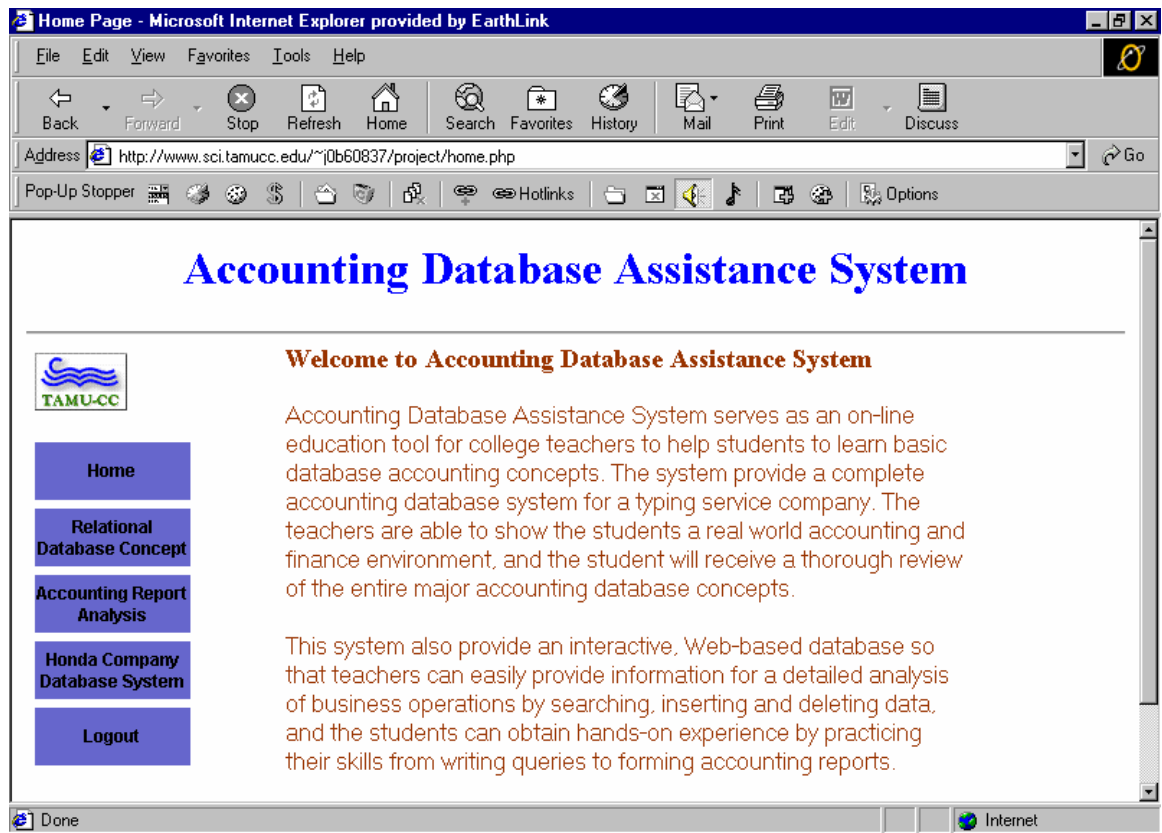 Home Page - Microsoft Internet Explorer provided by EarthLink
File Edit View Favorites Tools Help
Back Forward Stop Refresh Home Search Favorites History Mail Print Edit Discuss
Address http://www.sci.tamucc.edu/~j0b60837/project/home.php Go
Pop-Up Stopper Hotlinks Options
Accounting Database Assistance System
TAMU-CC
Home
Relational
Database Concept
Accounting Report
Analysis
Honda Company
Database System
Logout
Welcome to Accounting Database Assistance System
Accounting Database Assistance System serves as an on-line
education tool for college teachers to help students to learn basic
database accounting concepts. The system provide a complete
accounting database system for a typing service company. The
teachers are able to show the students a real world accounting and
finance environment, and the student will receive a thorough review
of the entire major accounting database concepts.
This system also provide an interactive, Web-based database so
that teachers can easily provide information for a detailed analysis
of business operations by searching, inserting and deleting data,
and the students can obtain hands-on experience by practicing
their skills from writing queries to forming accounting reports.
Done Internet